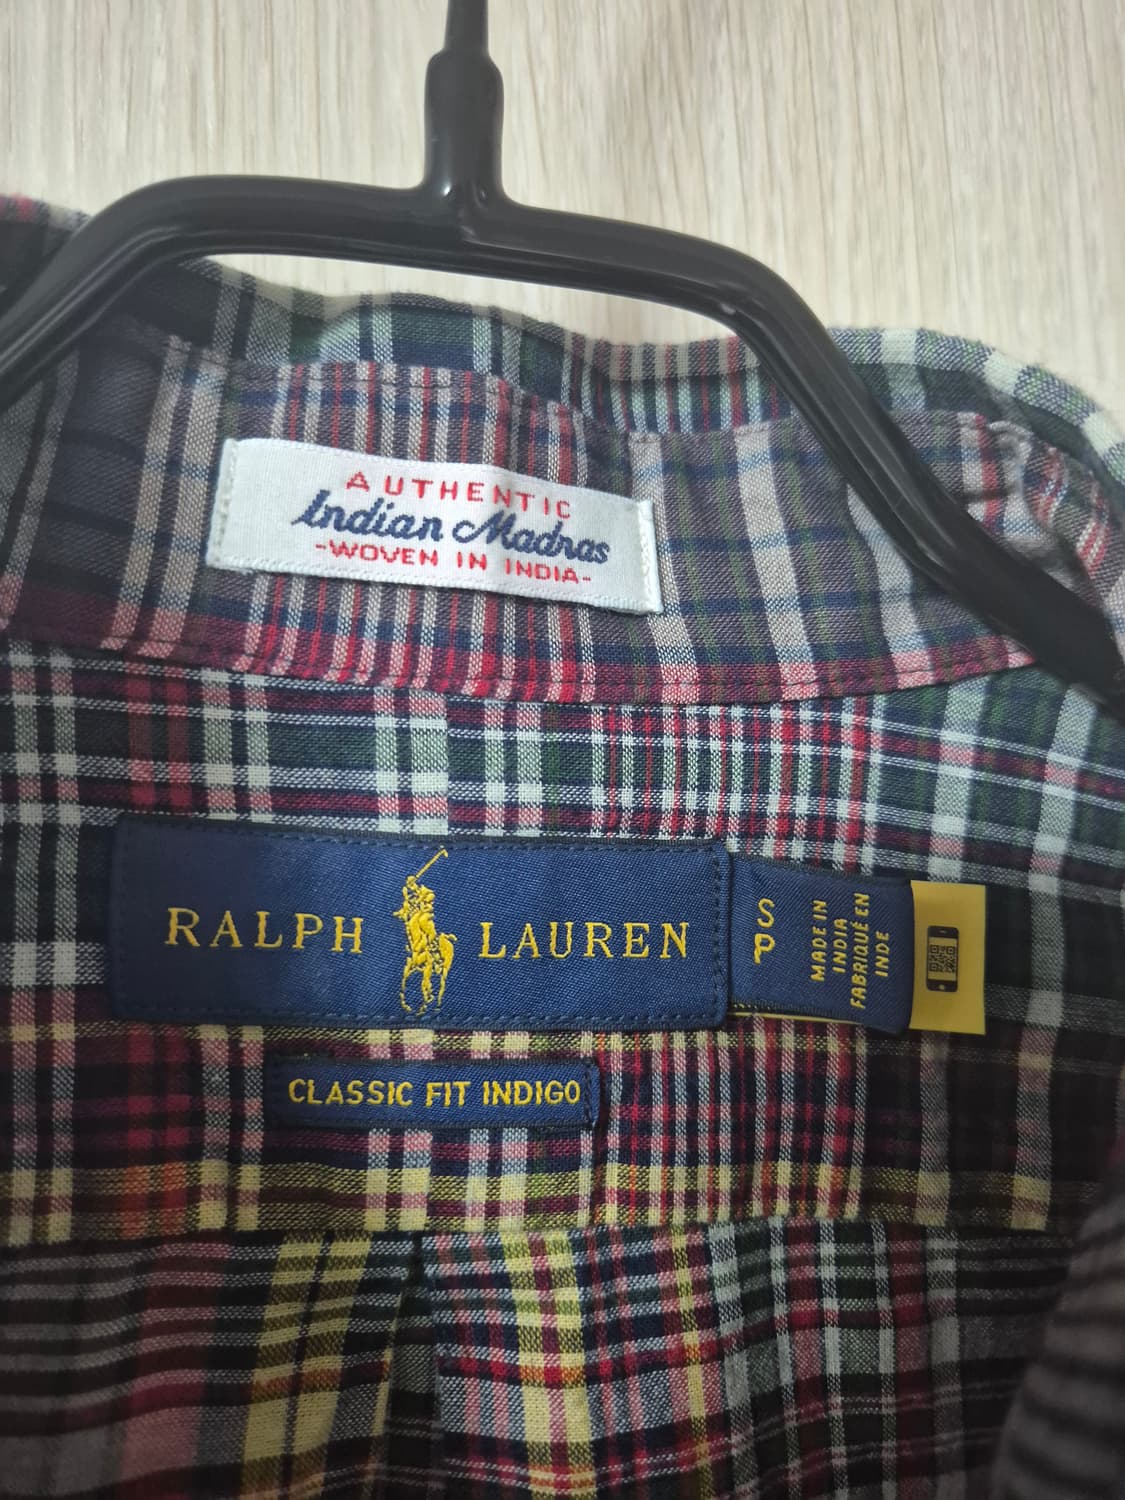 AUTHENTIC
Indian Madras
-WOVEN IN INDIA-
RALPH LAUREN
S
P
MADE IN
INDIA
FABRIQUÉ EN
INDE
CLASSIC FIT INDIGO